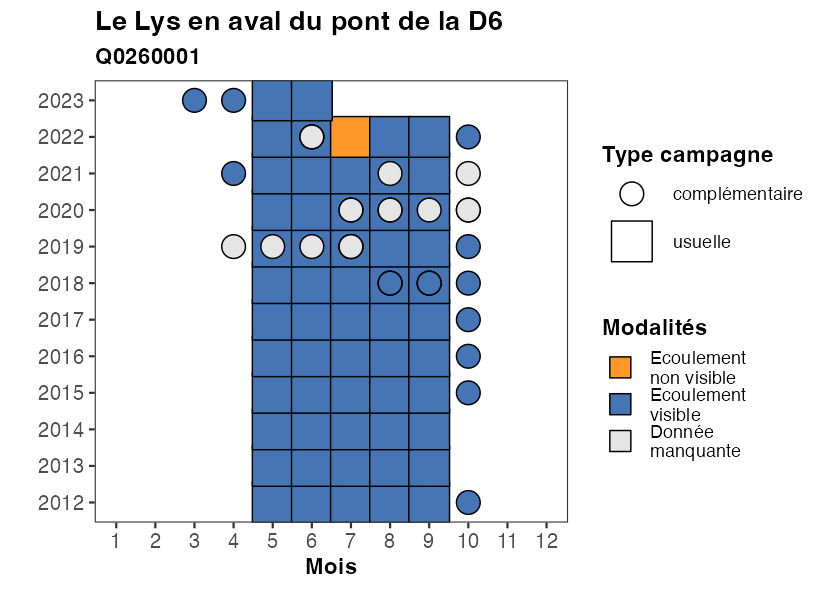 Le Lys en aval du pont de la D6
Q0260001
2023
2022
2021
2020
2019
2018
2017
2016
2015
2014
2013
2012
1 2 3 4 5 6 7 8 9 10 11 12
Mois
Type campagne
complémentaire
usuelle
Modalités
Ecoulement
non visible
Ecoulement
visible
Donnée
manquante